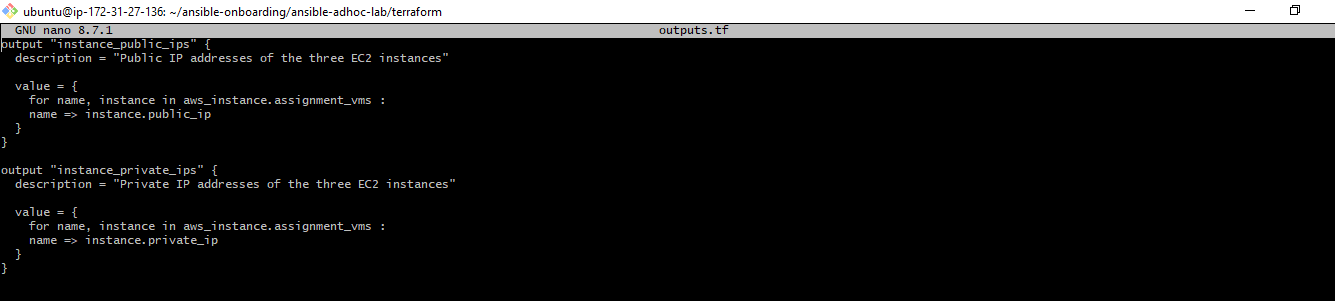 ubuntu@ip-172-31-27-136: ~/ansible-onboarding/ansible-adhoc-lab/terraform
GNU nano 8.7.1 outputs.tf
output "instance_public_ips" {
  description = "Public IP addresses of the three EC2 instances"

  value = {
    for name, instance in aws_instance.assignment_vms :
    name => instance.public_ip
  }
}

output "instance_private_ips" {
  description = "Private IP addresses of the three EC2 instances"

  value = {
    for name, instance in aws_instance.assignment_vms :
    name => instance.private_ip
  }
}